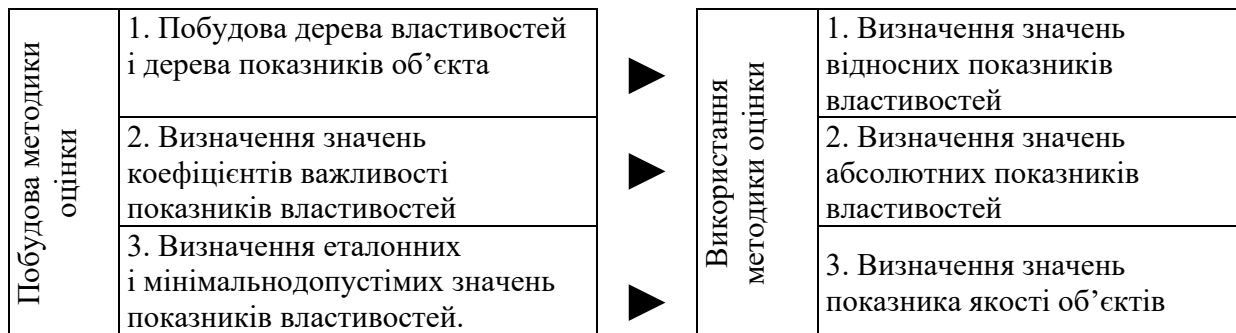 Побудова методики
оцінки
1. Побудова дерева властивостей
і дерева показників об’єкта
2. Визначення значень
коефіцієнтів важливості
показників властивостей
3. Визначення еталонних
і мінімальнодопустімих значень
показників властивостей.
Використання
методики оцінки
1. Визначення значень
відносних показників
властивостей
2. Визначення значень
абсолютних показників
властивостей
3. Визначення значень
показника якості об’єктів